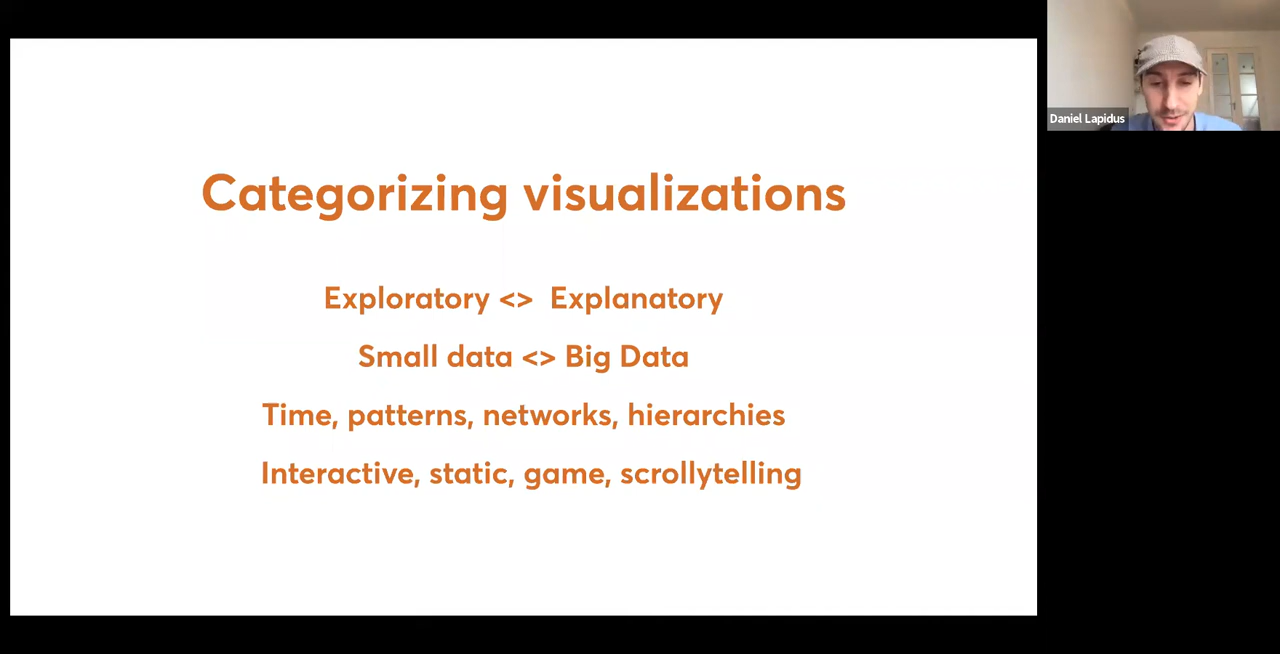 Categorizing visualizations
Exploratory <> Explanatory
Small data <> Big Data
Time, patterns, networks, hierarchies
Interactive, static, game, scrollytelling
Daniel Lapidus